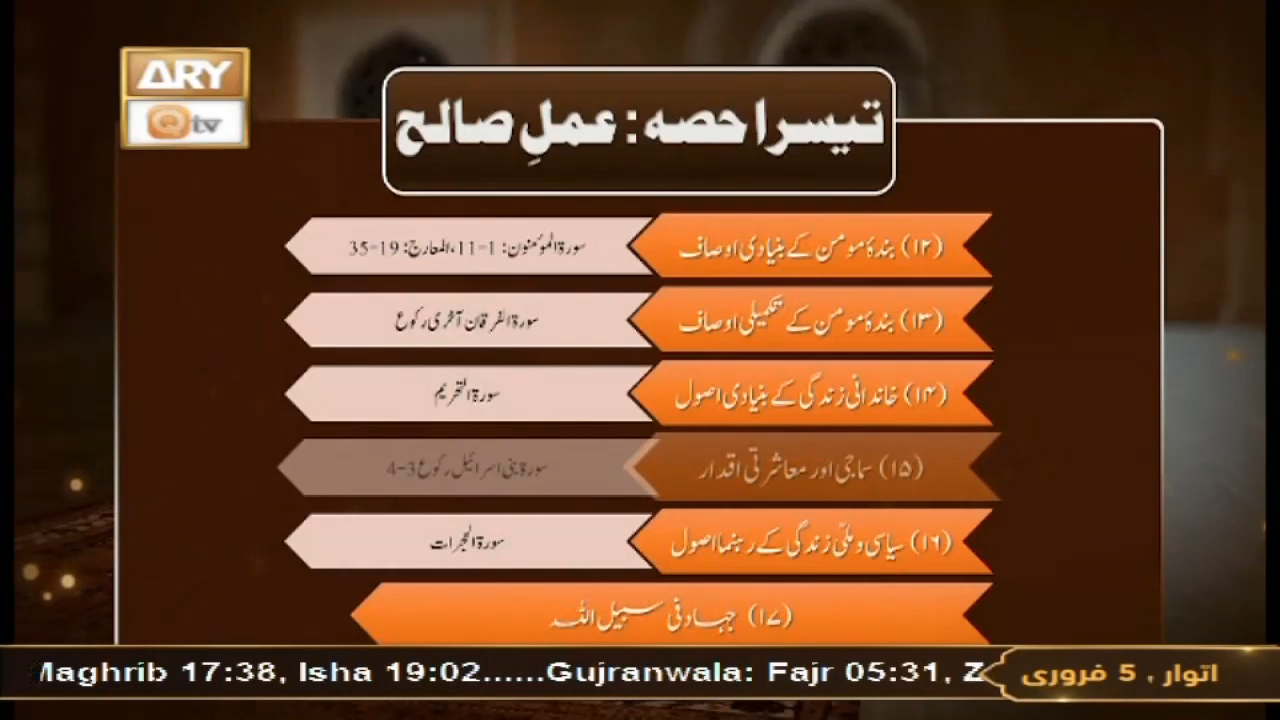 ARY
Qtv
تیسرا حصہ: عملِ صالح
(۱۲) بندۂ مومن کے بنیادی اوصاف
سورۃ المؤمنون: 1-11، المعارج: 19-35
(۱۳) بندۂ مومن کے تکمیلی اوصاف
سورۃ الفرقان آخری رکوع
(۱۴) خاندانی زندگی کے بنیادی اصول
سورۃ التحریم
(۱۵) سماجی اور معاشرتی اقدار
سورۃ بنی اسرائیل رکوع 3-4
(۱۶) سیاسی و ملّی زندگی کے رہنما اصول
سورۃ الحجرات
(۱۷) جہاد فی سبیل اللہ
Maghrib 17:38, Isha 19:02......Gujranwala: Fajr 05:31, Z
اتوار , 5 فروری